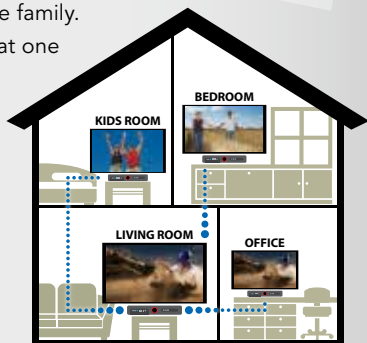 e family.
at one
BEDROOM
KIDS ROOM
LIVING ROOM
OFFICE